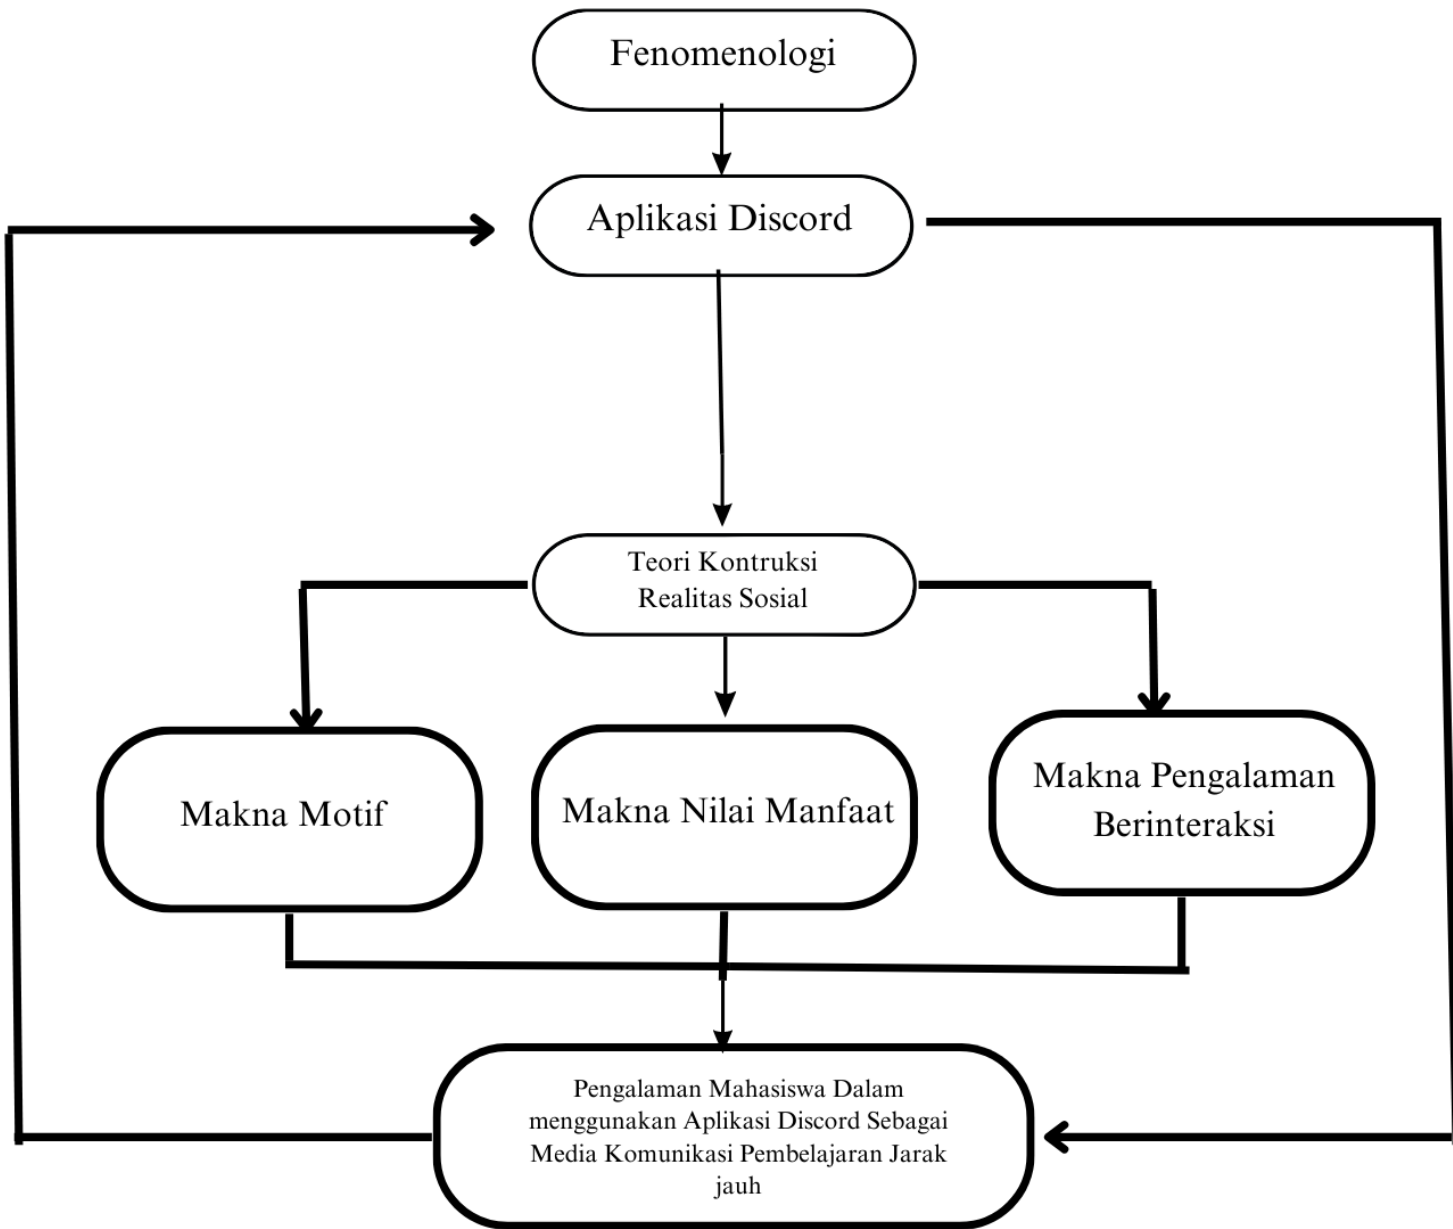 Fenomenologi
Aplikasi Discord
Teori Kontruksi
Realitas Sosial
Makna Motif
Makna Nilai Manfaat
Makna Pengalaman
Berinteraksi
Pengalaman Mahasiswa Dalam
menggunakan Aplikasi Discord Sebagai
Media Komunikasi Pembelajaran Jarak
jauh